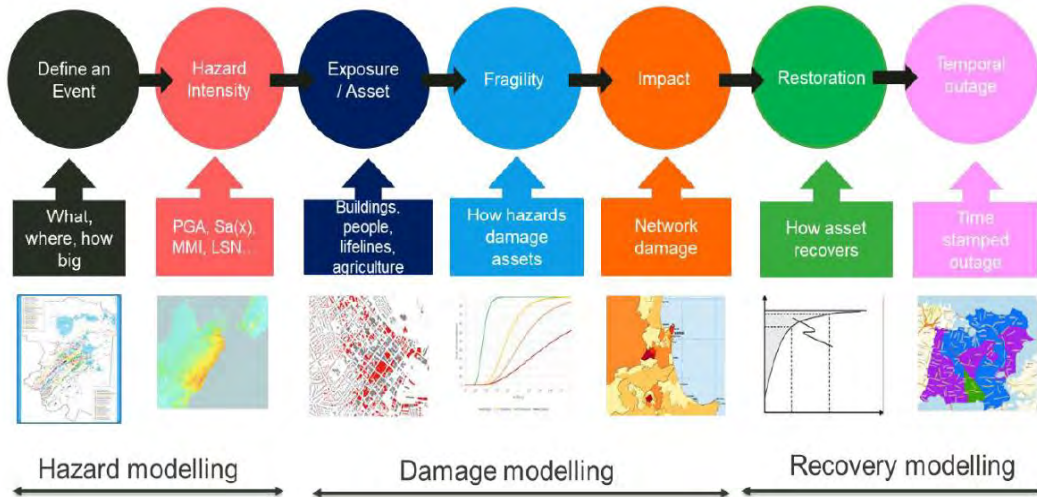 Define an
Event
Hazard
Intensity
Exposure
/ Asset
Fragility
Impact
Restoration
Temporal
outage
What,
where, how
big
PGA, Sa(x),
MMI, LSN...
Buildings.
people,
lifelines,
agriculture
How hazards
damage
assets
Network
damage
How asset
recovers
Time
stamped
outage
Hazard modelling
Damage modelling
Recovery modelling